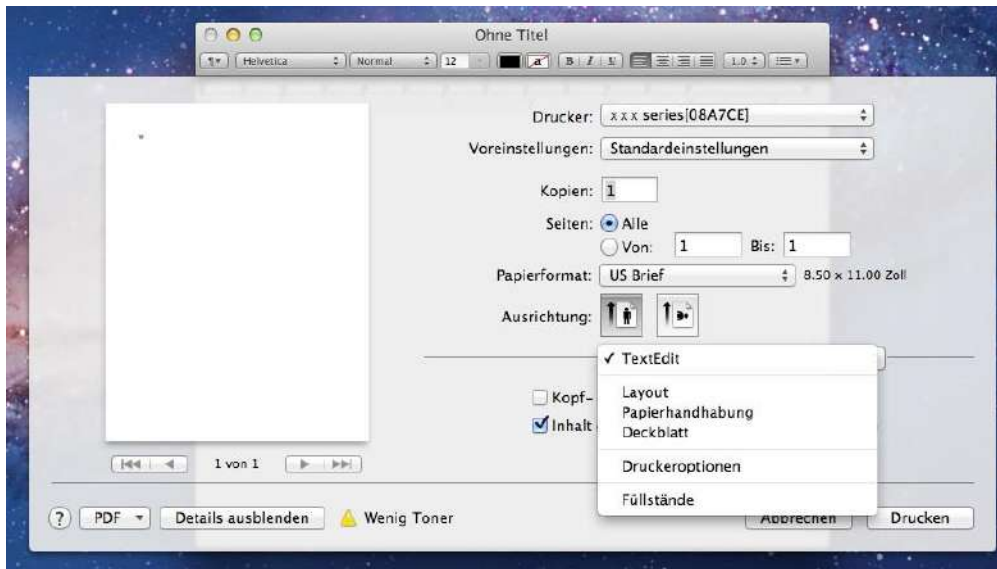 Ohne Titel
Helvetica Normal 12 a B I U 1.0
Drucker: x x x series[08A7CE]
Voreinstellungen: Standardeinstellungen
Kopien: 1
Seiten: Alle
Von: 1 Bis: 1
Papierformat: US Brief 8.50 x 11.00 Zoll
Ausrichtung:
✓ TextEdit
Kopf-
Inhalt
Layout
Papierhandhabung
Deckblatt
Druckeroptionen
Füllstände
1 von 1
? PDF Details ausblenden Wenig Toner Abbrechen Drucken